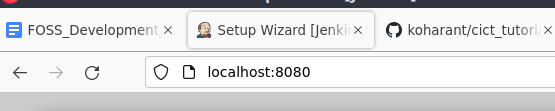 FOSS_Development
Setup Wizard [Jenki
koharant/cict_tutori
localhost:8080